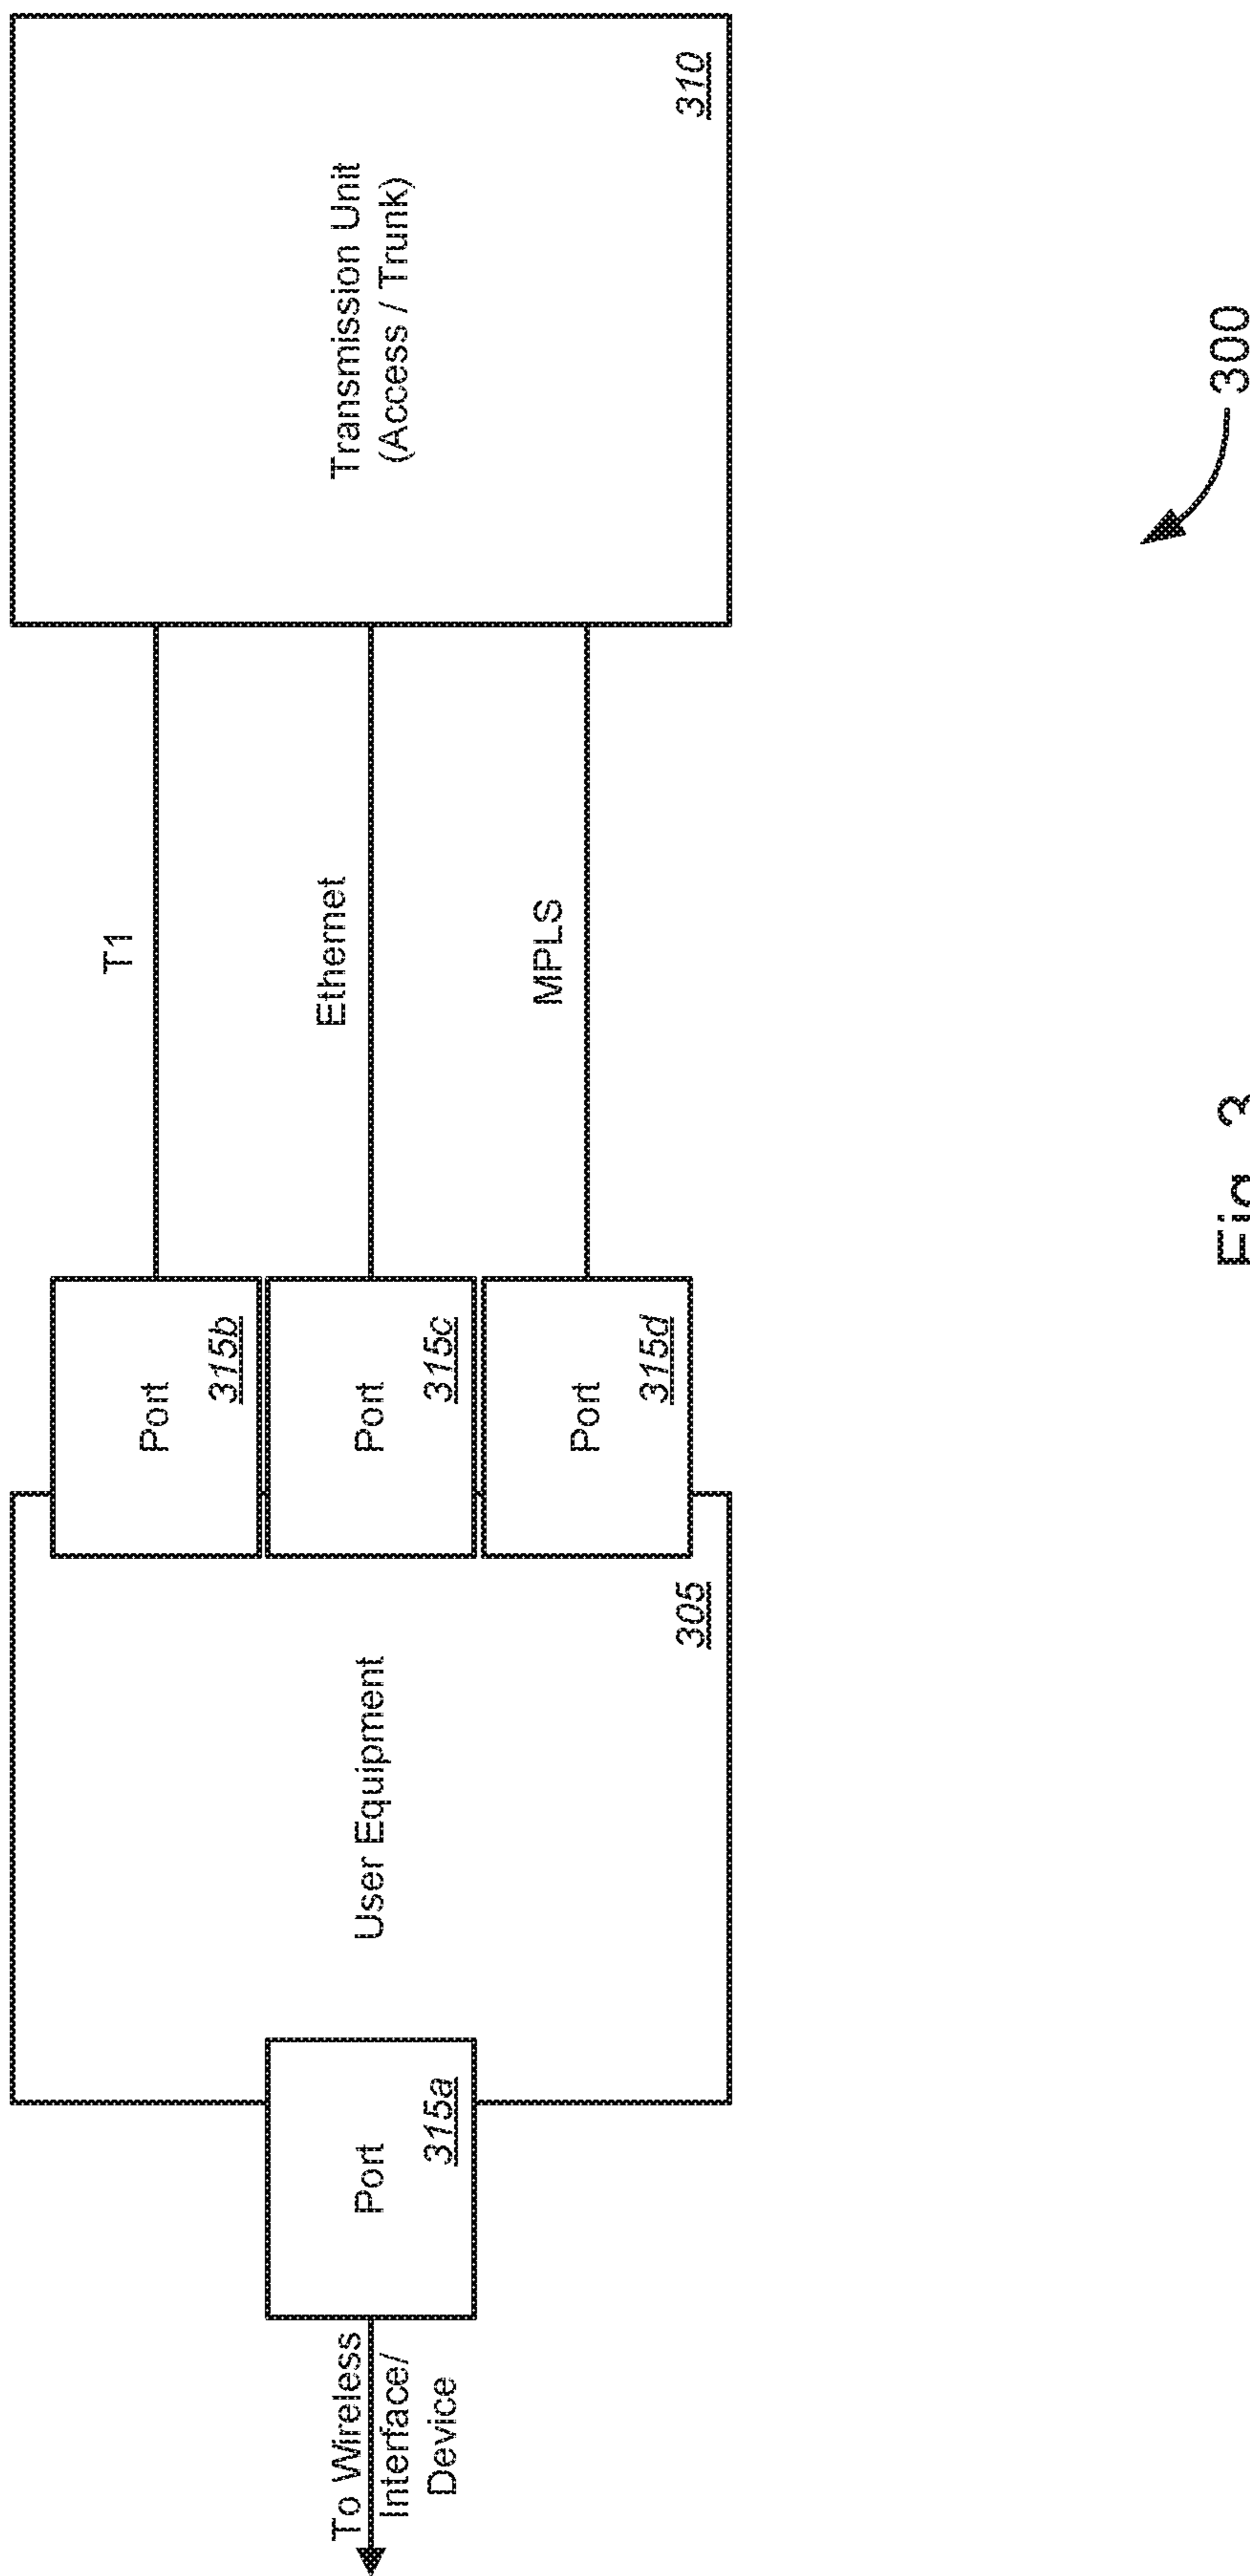 To Wireless
Interface/
Device
Port
315a
User Equipment
305
Port
315b
Port
315c
Port
315d
T1
Ethernet
MPLS
Transmission Unit
(Access / Trunk)
310
Fig. 3
300